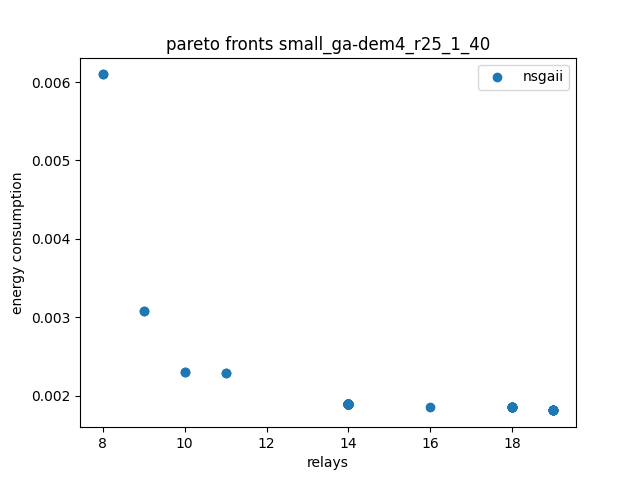 pareto fronts small_ga-dem4_r25_1_40
nsgaii
0.006
0.005
0.004
0.003
0.002
energy consumption
8 10 12 14 16 18
relays